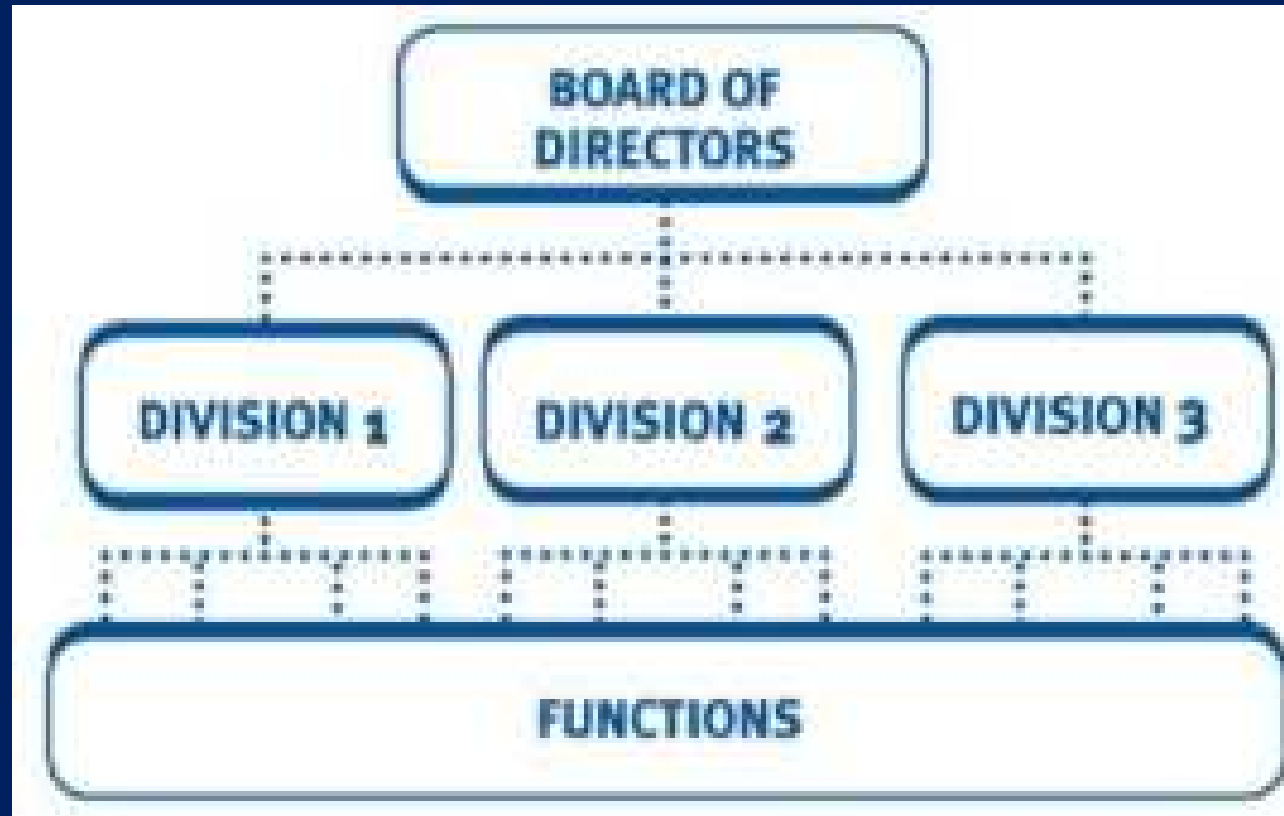 BOARD OF
DIRECTORS
DIVISION 1
DIVISION 2
DIVISION 3
FUNCTIONS